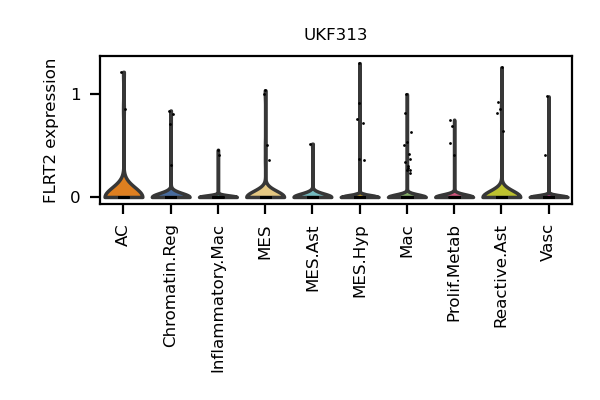 UKF313
FLRT2 expression
1
0
AC
Chromatin.Reg
Inflammatory.Mac
MES
MES.Ast
MES.Hyp
Mac
Prolif.Metab
Reactive.Ast
Vasc